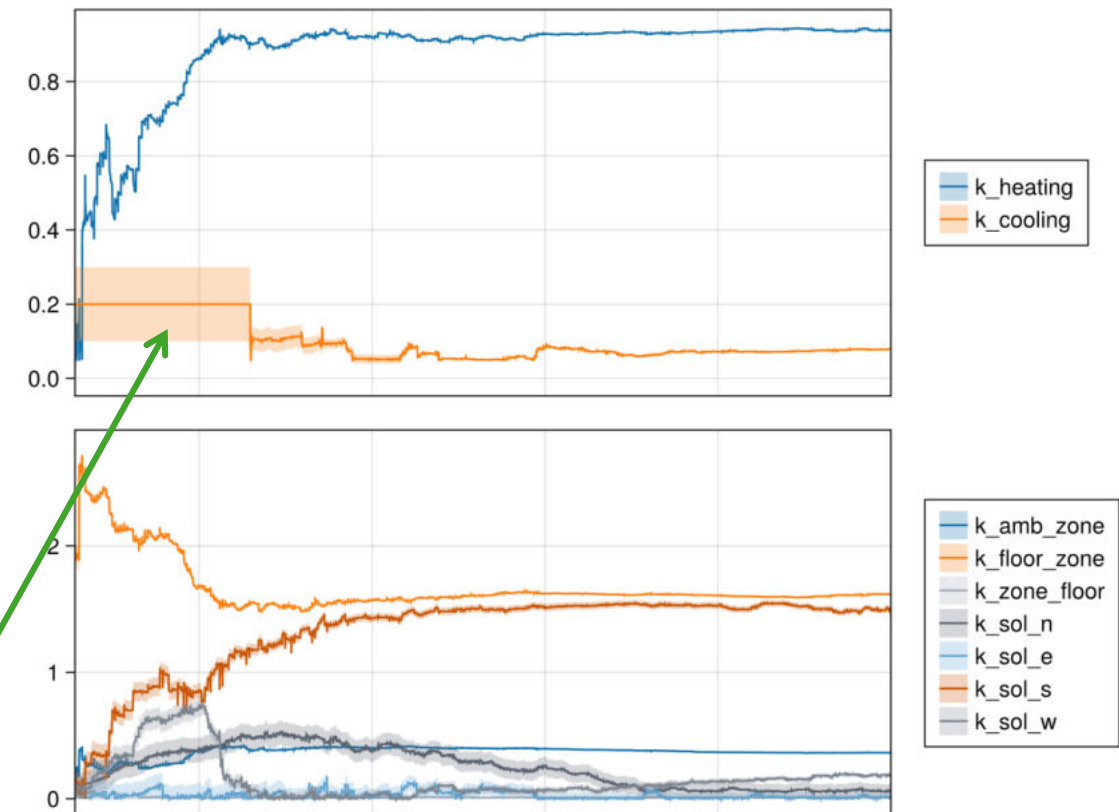 0.8
0.6
0.4
0.2
0.0
k_heating
k_cooling
2
1
0
k_amb_zone
k_floor_zone
k_zone_floor
k_sol_n
k_sol_e
k_sol_s
k_sol_w